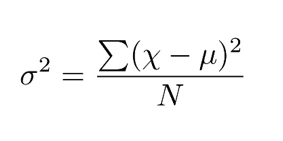 σ² = ∑(χ − μ)² / N